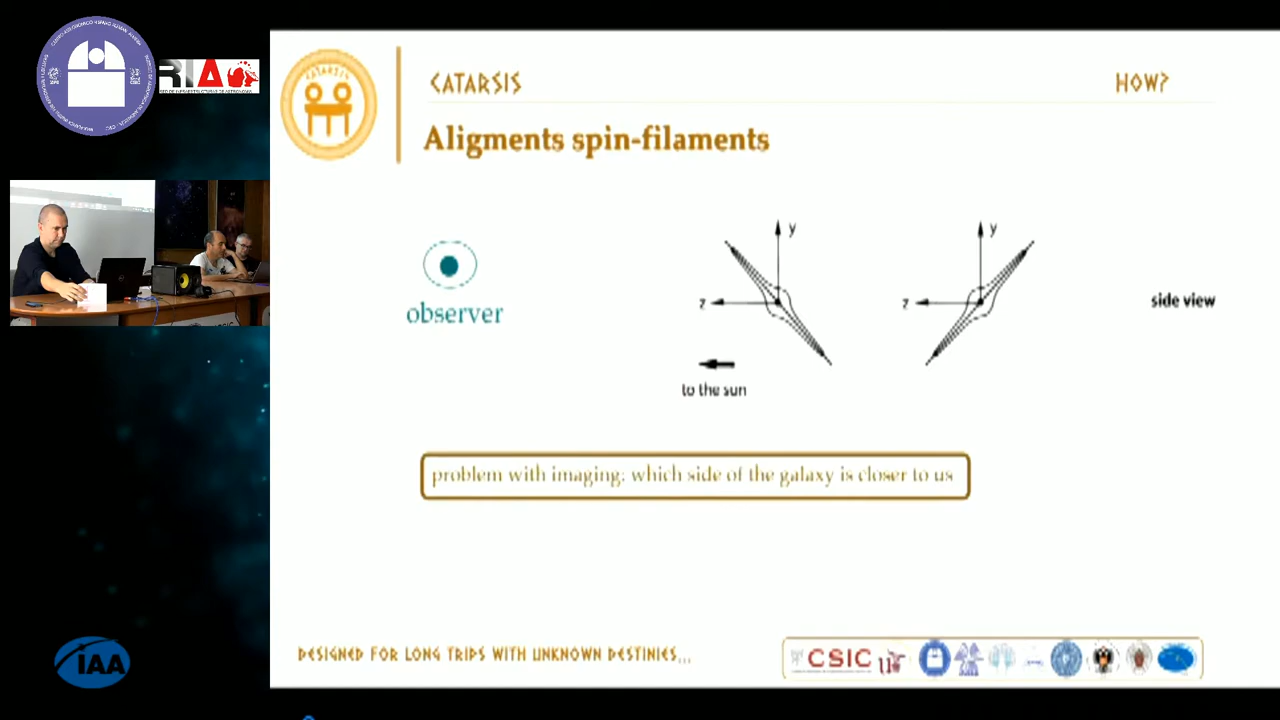 RIA
CATARSIS
CATARSIS
HOW?
Aligments spin-filaments
y
y
observer
z
z
side view
to the sun
problem with imaging: which side of the galaxy is closer to us
IAA
DESIGNED FOR LONG TRIPS WITH UNKNOWN DESTINIES...
CSIC